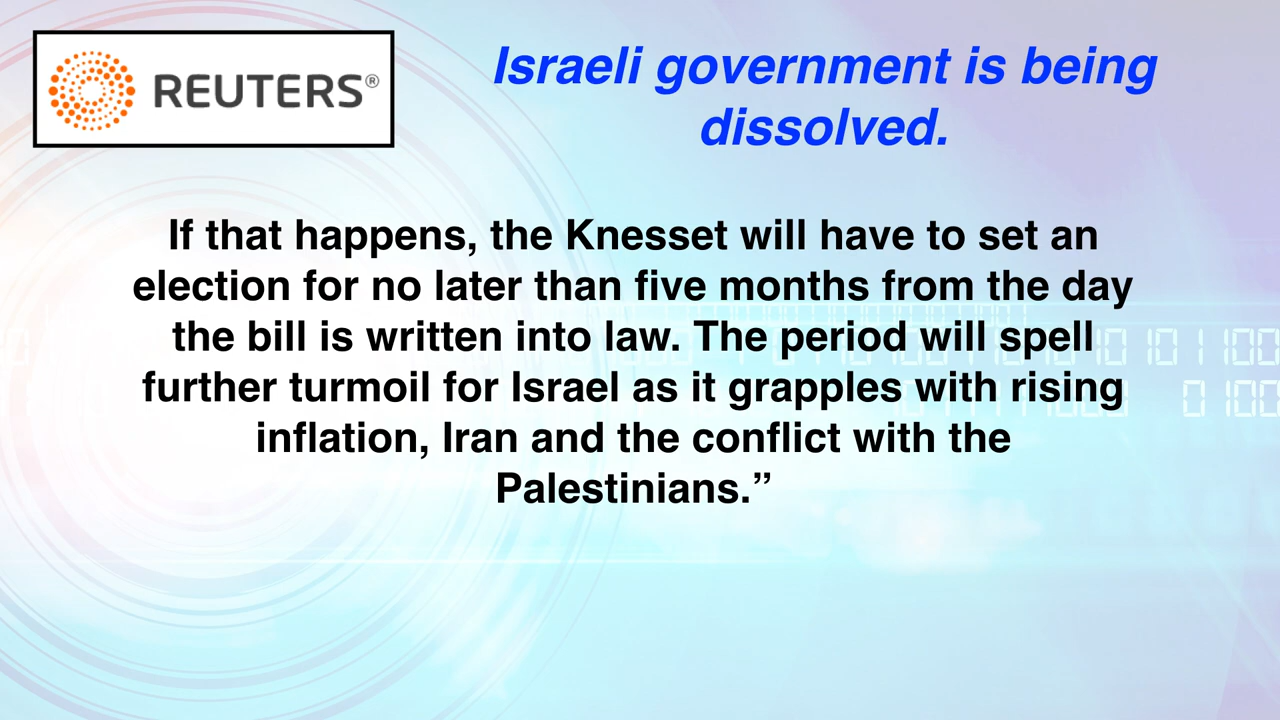 REUTERS®
Israeli government is being
dissolved.
If that happens, the Knesset will have to set an
election for no later than five months from the day
the bill is written into law. The period will spell
further turmoil for Israel as it grapples with rising
inflation, Iran and the conflict with the
Palestinians.”